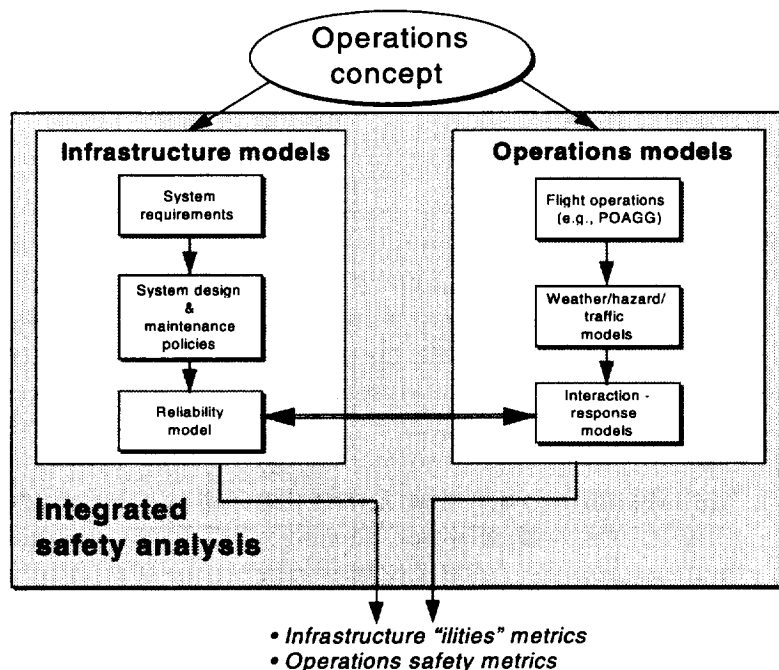 Operations
concept
Infrastructure models
System
requirements
System design
&
maintenance
policies
Reliability
model
Operations models
Flight operations
(e.g., POAGG)
Weather/hazard/
traffic
models
Interaction -
response
models
Integrated
safety analysis
• Infrastructure "ilities" metrics
• Operations safety metrics